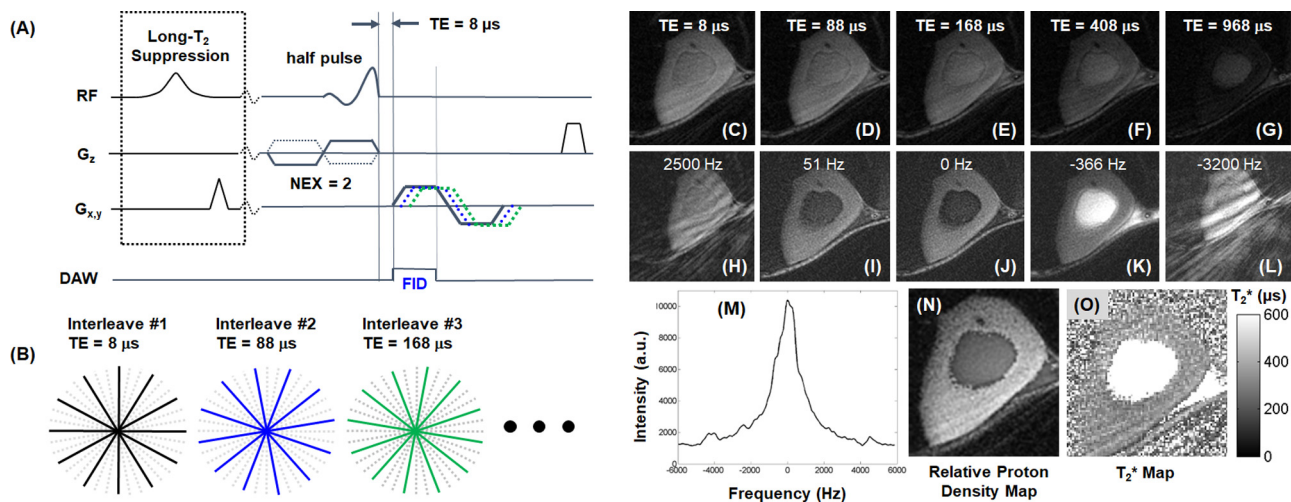 (A)
Long-T2
Suppression
half pulse
TE = 8 μs
RF
Gz
NEX = 2
Gx,y
DAW
FID
(B)
Interleave #1
TE = 8 μs
Interleave #2
TE = 88 μs
Interleave #3
TE = 168 μs
TE = 8 μs
(C)
TE = 88 μs
(D)
TE = 168 μs
(E)
TE = 408 μs
(F)
TE = 968 μs
(G)
2500 Hz
(H)
51 Hz
(I)
0 Hz
(J)
-366 Hz
(K)
-3200 Hz
(L)
(M)
Intensity (a.u.)
10000
8000
6000
4000
2000
0
-6000 -4000 -2000 0 2000 4000 6000
Frequency (Hz)
(N)
Relative Proton
Density Map
(O)
T2* Map
T2* (μs)
600
400
200
0